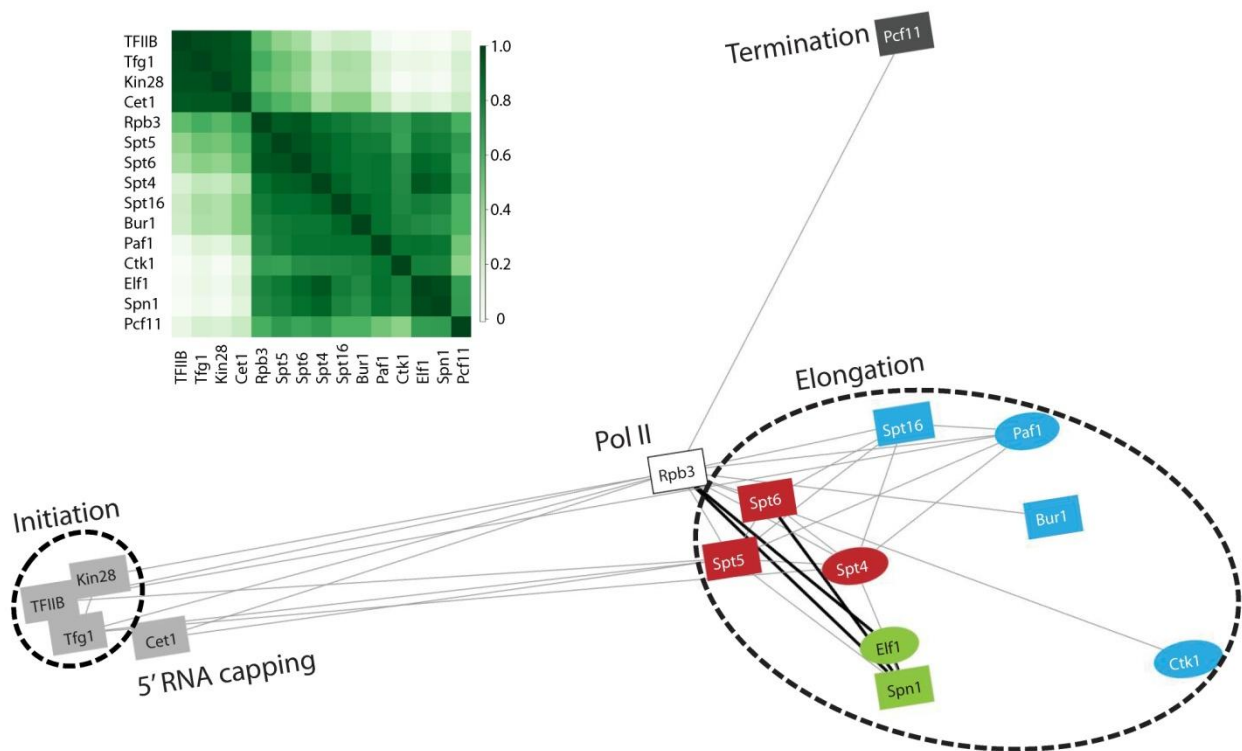 TFIIB
Tfg1
Kin28
Cet1
Rpb3
Spt5
Spt6
Spt4
Spt16
Bur1
Paf1
Ctk1
Elf1
Spn1
Pcf11
1.0
0.8
0.6
0.4
0.2
0
TFIIB
Tfg1
Kin28
Cet1
Rpb3
Spt5
Spt6
Spt4
Spt16
Bur1
Paf1
Ctk1
Elf1
Spn1
Pcf11
Termination
Pcf11
Elongation
Pol II
Rpb3
Spt16
Paf1
Spt6
Bur1
Spt5
Spt4
Elf1
Spn1
Ctk1
Initiation
Kin28
TFIIB
Tfg1
Cet1
5' RNA capping